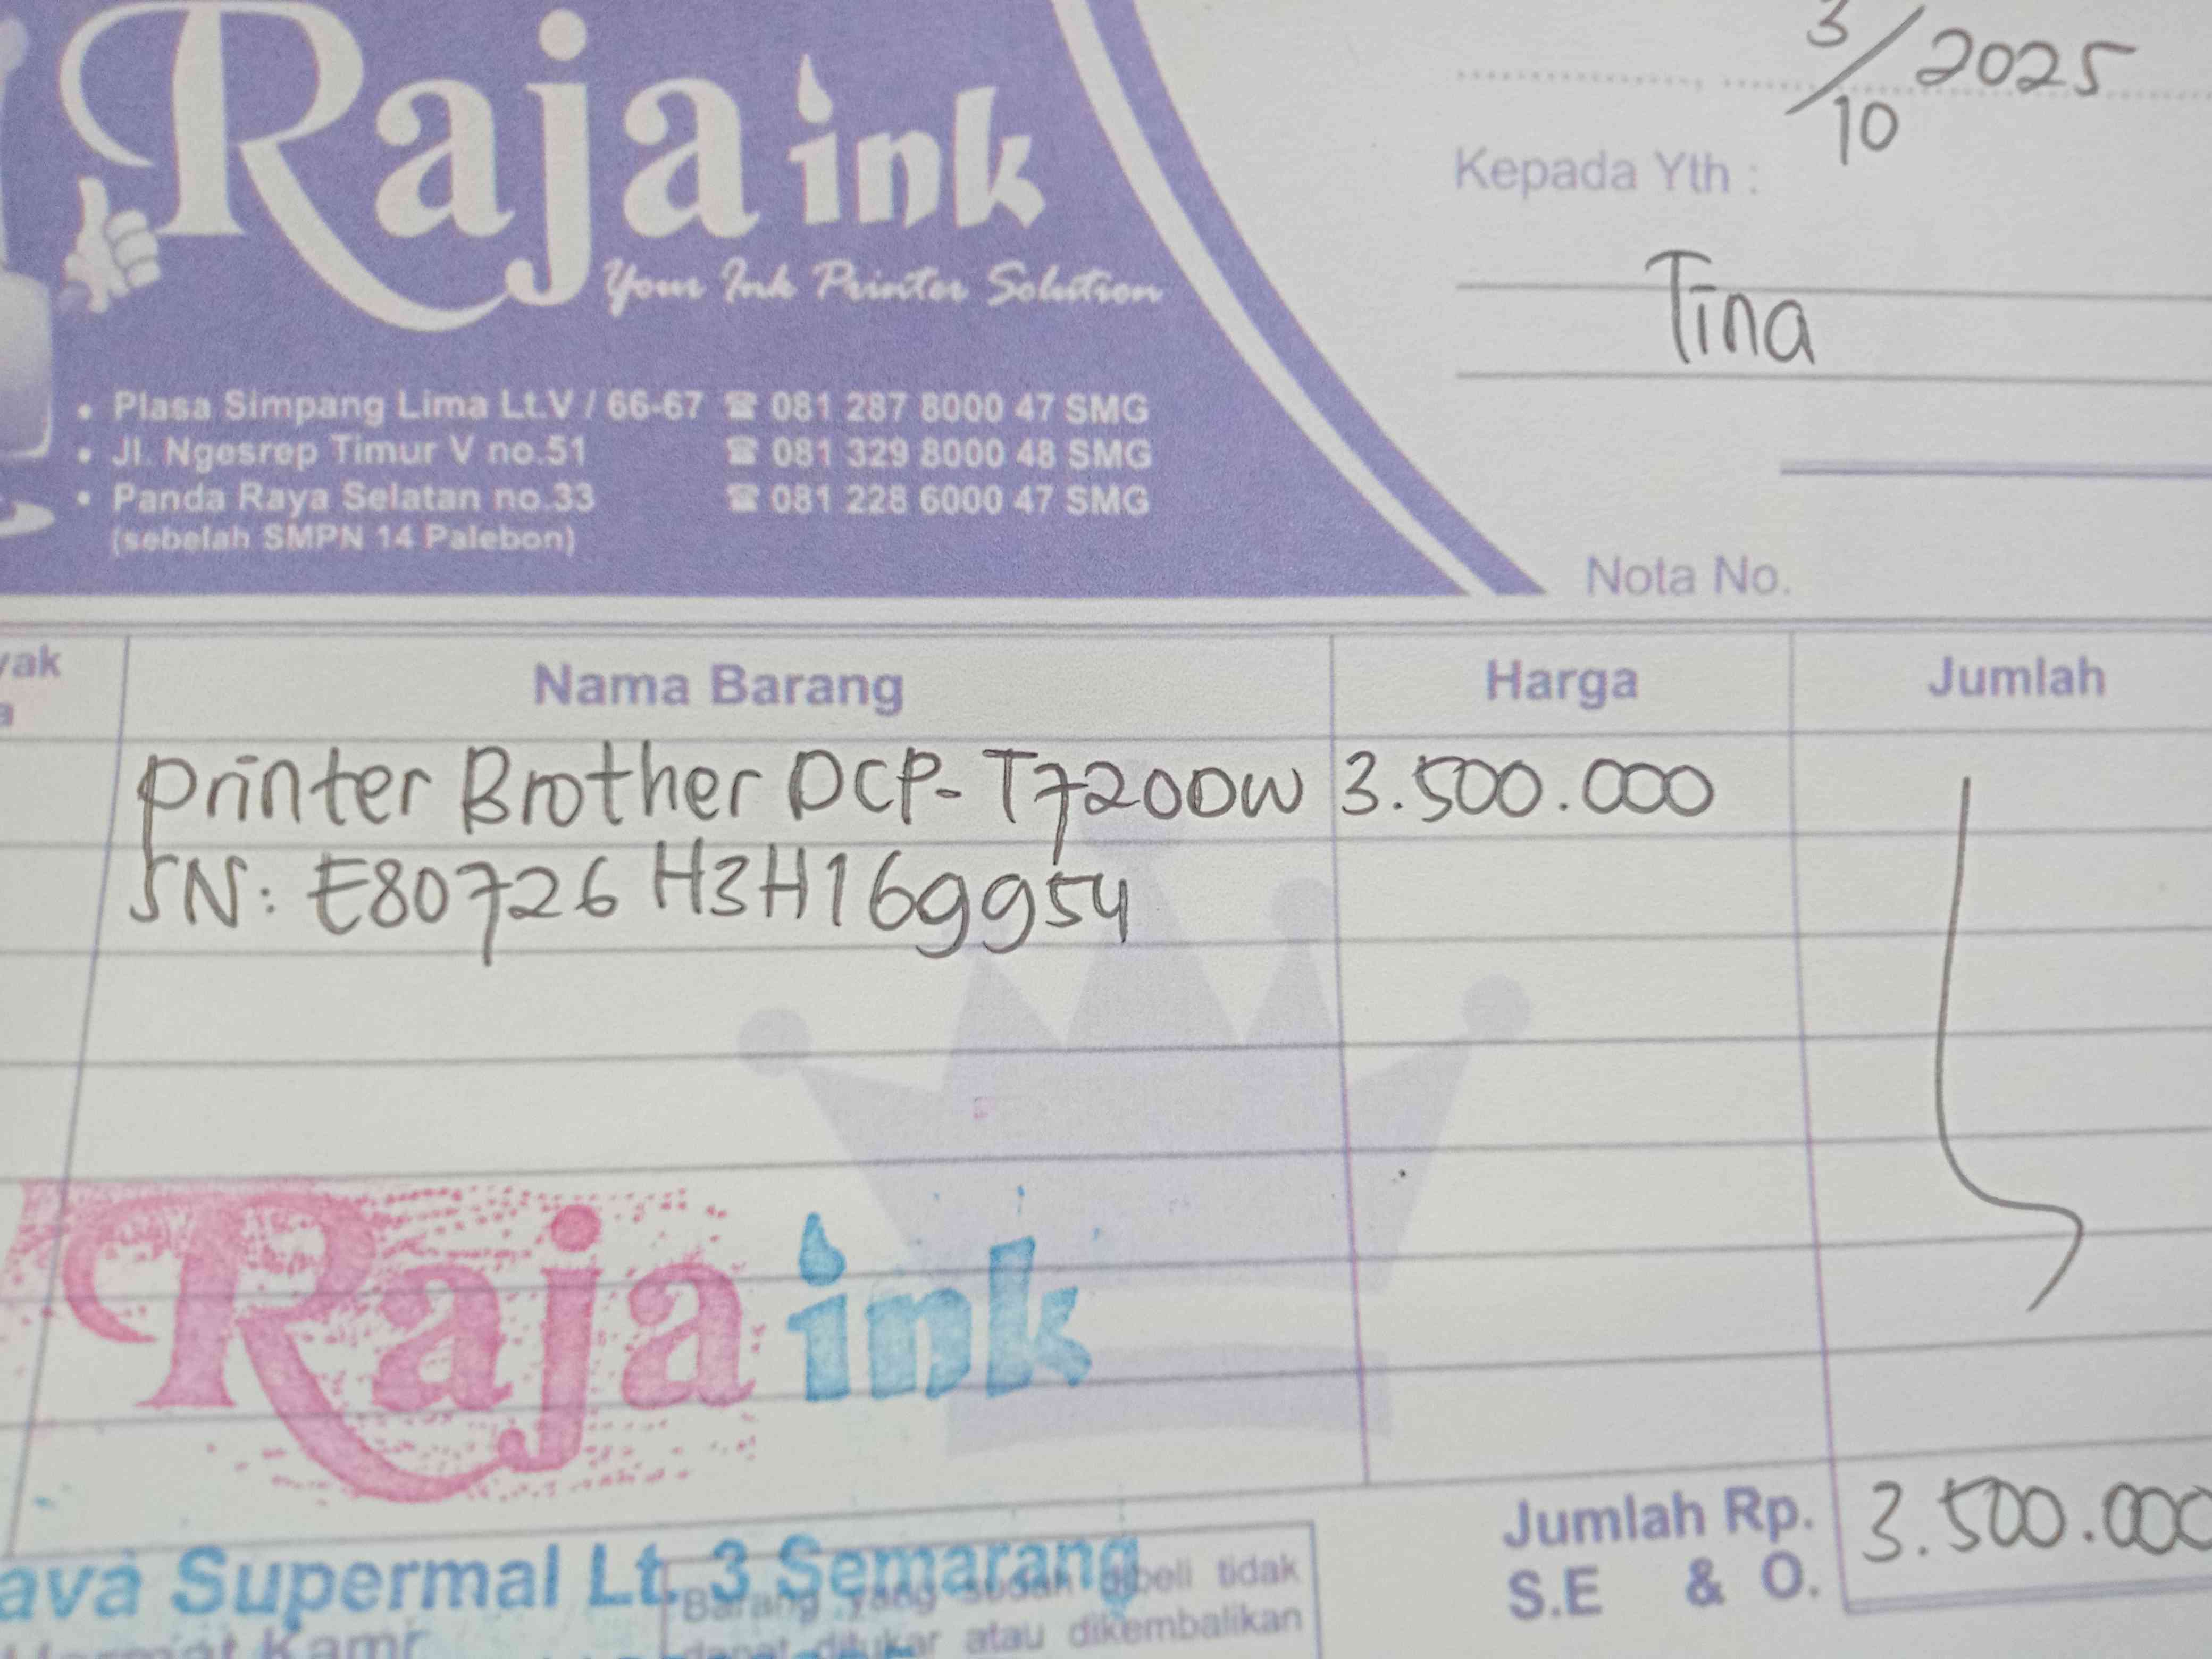 Raja ink
Your Ink Printer Solution
• Plasa Simpang Lima Lt.V / 66-67 ☎ 081 287 8000 47 SMG
• Jl. Ngesrep Timur V no.51 ☎ 081 329 8000 48 SMG
• Panda Raya Selatan no.33 ☎ 081 228 6000 47 SMG
(sebelah SMPN 14 Palebon)
3/10 2025
Kepada Yth :
Tina
Nota No.
Nama Barang Harga Jumlah
Printer Brother DCP-T720DW 3.500.000
SN: E80726H3H169954
Raja ink
Jumlah Rp. 3.500.000
S.E & O.
Supermal Lt. 3 Semarang
Barang yang sudah dibeli tidak
dapat ditukar atau dikembalikan
Hormat Kami